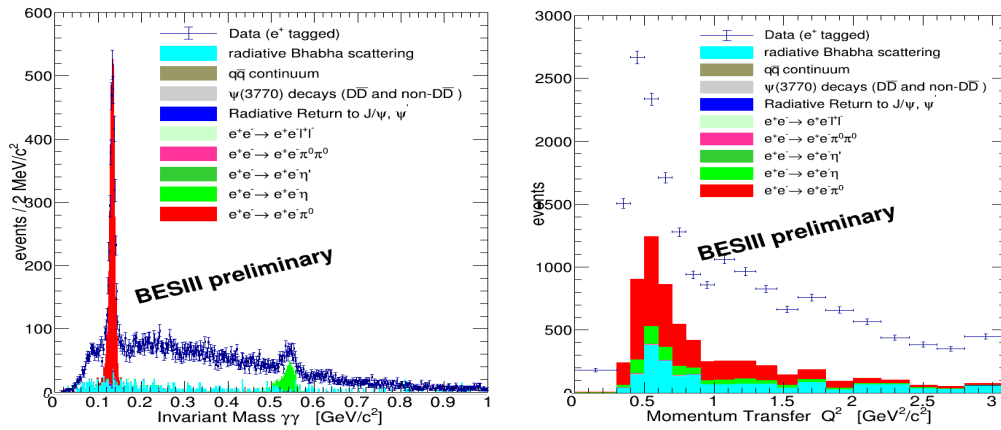 600
500
400
300
200
100
0
events / 2 MeV/c²
Data (e⁺ tagged)
radiative Bhabha scattering
qq̅ continuum
ψ(3770) decays (DD̅ and non-DD̅ )
Radiative Return to J/ψ, ψ'
e⁺e⁻→ e⁺e⁻l⁺l⁻
e⁺e⁻→ e⁺e⁻π⁰π⁰
e⁺e⁻→ e⁺e⁻η'
e⁺e⁻→ e⁺e⁻η
e⁺e⁻→ e⁺e⁻π⁰
BESIII preliminary
0 0.1 0.2 0.3 0.4 0.5 0.6 0.7 0.8 0.9 1
Invariant Mass γγ [GeV/c²]
3000
2500
2000
1500
1000
500
0
events
Data (e⁺ tagged)
radiative Bhabha scattering
qq̅ continuum
ψ(3770) decays (DD̅ and non-DD̅ )
Radiative Return to J/ψ, ψ'
e⁺e⁻→ e⁺e⁻l⁺l⁻
e⁺e⁻→ e⁺e⁻π⁰π⁰
e⁺e⁻→ e⁺e⁻η'
e⁺e⁻→ e⁺e⁻η
e⁺e⁻→ e⁺e⁻π⁰
BESIII preliminary
0 0.5 1 1.5 2 2.5 3
Momentum Transfer Q² [GeV²/c²]